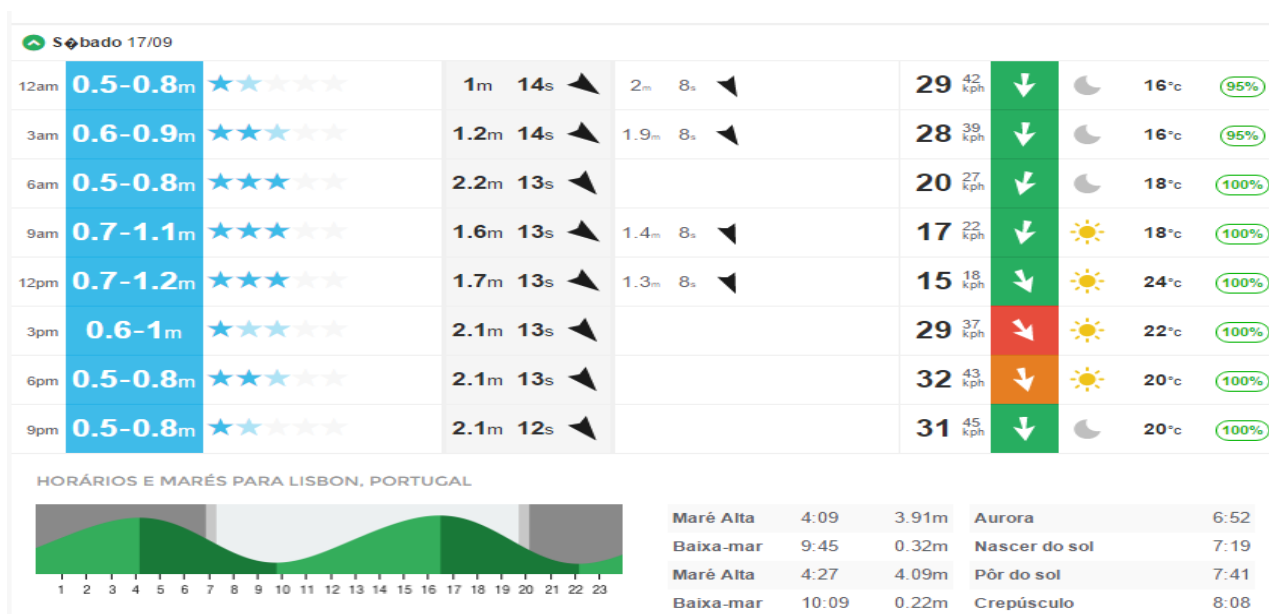 S�bado 17/09
12am 0.5-0.8m 1m 14s 2m 8s 29 42 kph 16°c 95%
3am 0.6-0.9m 1.2m 14s 1.9m 8s 28 39 kph 16°c 95%
6am 0.5-0.8m 2.2m 13s 20 27 kph 18°c 100%
9am 0.7-1.1m 1.6m 13s 1.4m 8s 17 22 kph 18°c 100%
12pm 0.7-1.2m 1.7m 13s 1.3m 8s 15 18 kph 24°c 100%
3pm 0.6-1m 2.1m 13s 29 37 kph 22°c 100%
6pm 0.5-0.8m 2.1m 13s 32 43 kph 20°c 100%
9pm 0.5-0.8m 2.1m 12s 31 45 kph 20°c 100%
HORÁRIOS E MARÉS PARA LISBON, PORTUGAL
1 2 3 4 5 6 7 8 9 10 11 12 13 14 15 16 17 18 19 20 21 22 23
Maré Alta 4:09 3.91m Aurora 6:52
Baixa-mar 9:45 0.32m Nascer do sol 7:19
Maré Alta 4:27 4.09m Pôr do sol 7:41
Baixa-mar 10:09 0.22m Crepúsculo 8:08